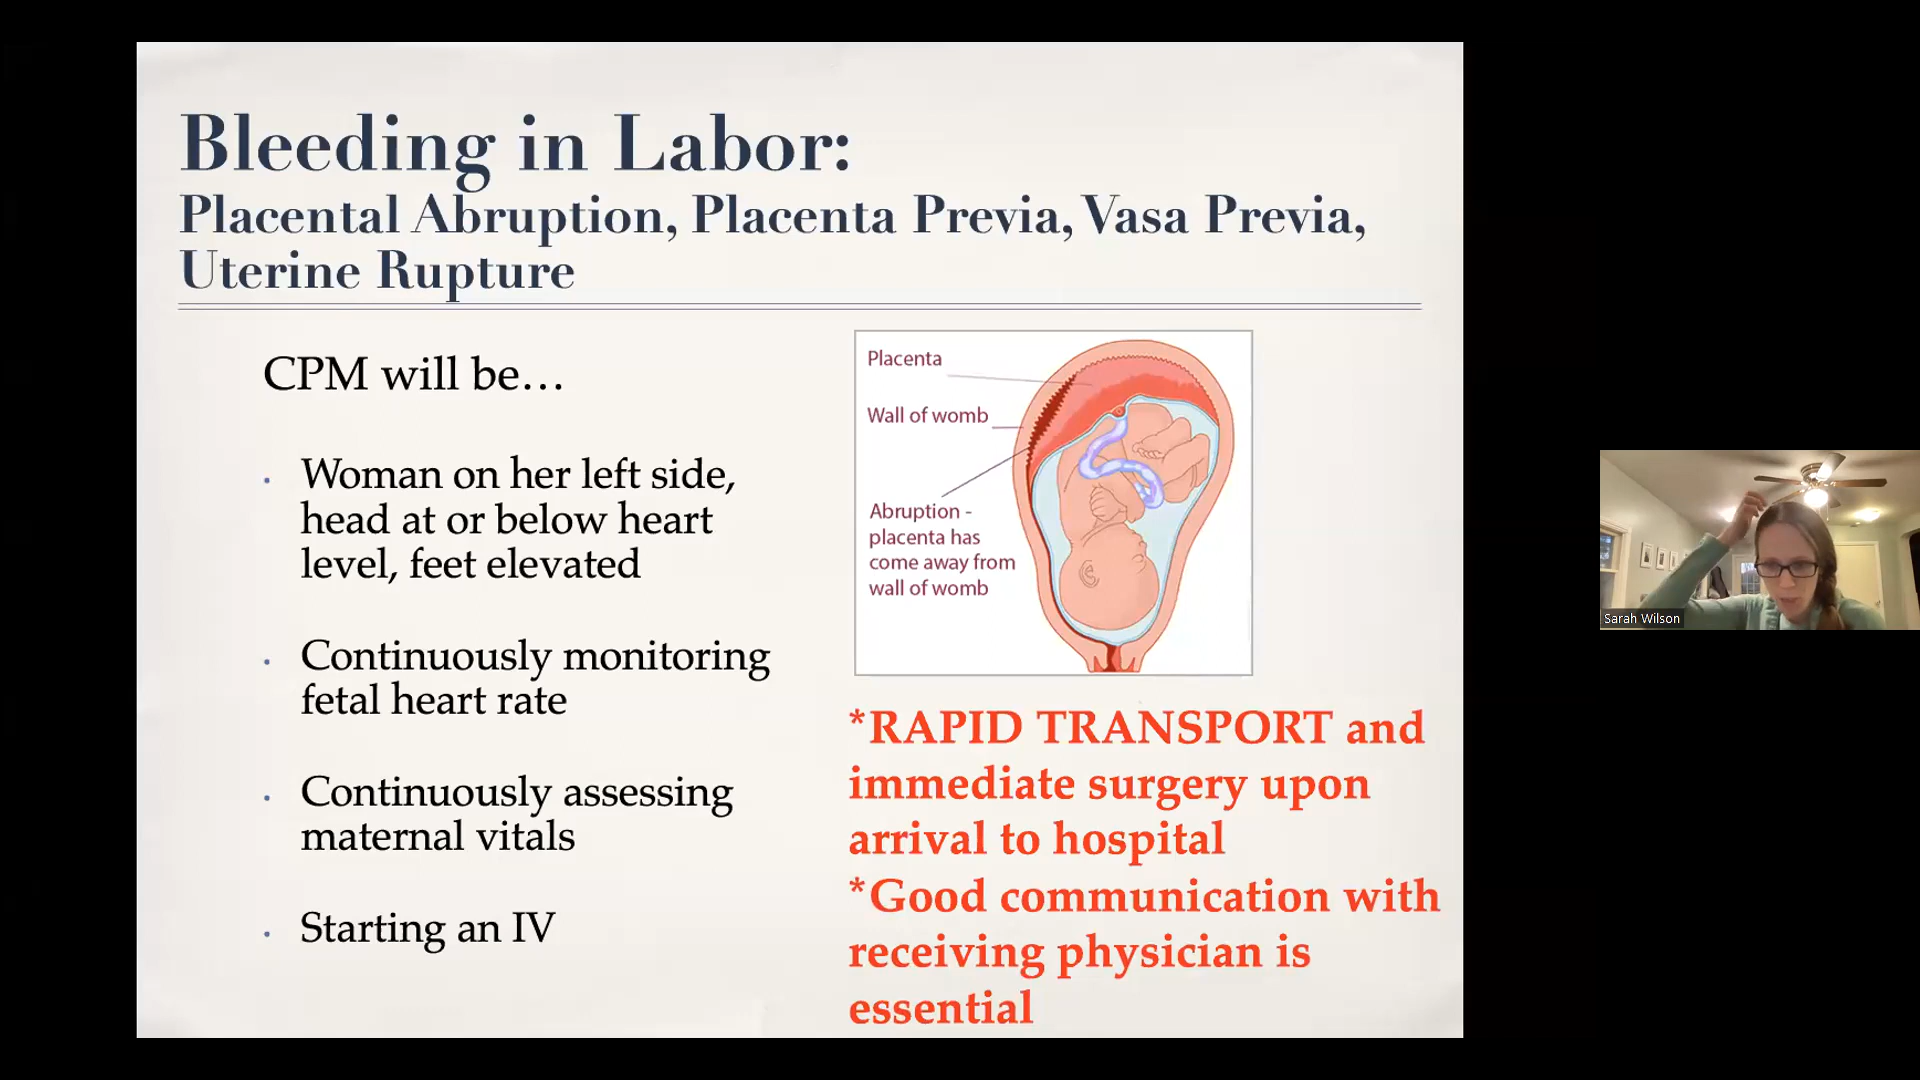 Bleeding in Labor:
Placental Abruption, Placenta Previa, Vasa Previa,
Uterine Rupture
CPM will be…
• Woman on her left side,
head at or below heart
level, feet elevated
• Continuously monitoring
fetal heart rate
• Continuously assessing
maternal vitals
• Starting an IV
Placenta
Wall of womb
Abruption -
placenta has
come away from
wall of womb
*RAPID TRANSPORT and
immediate surgery upon
arrival to hospital
*Good communication with
receiving physician is
essential
Sarah Wilson